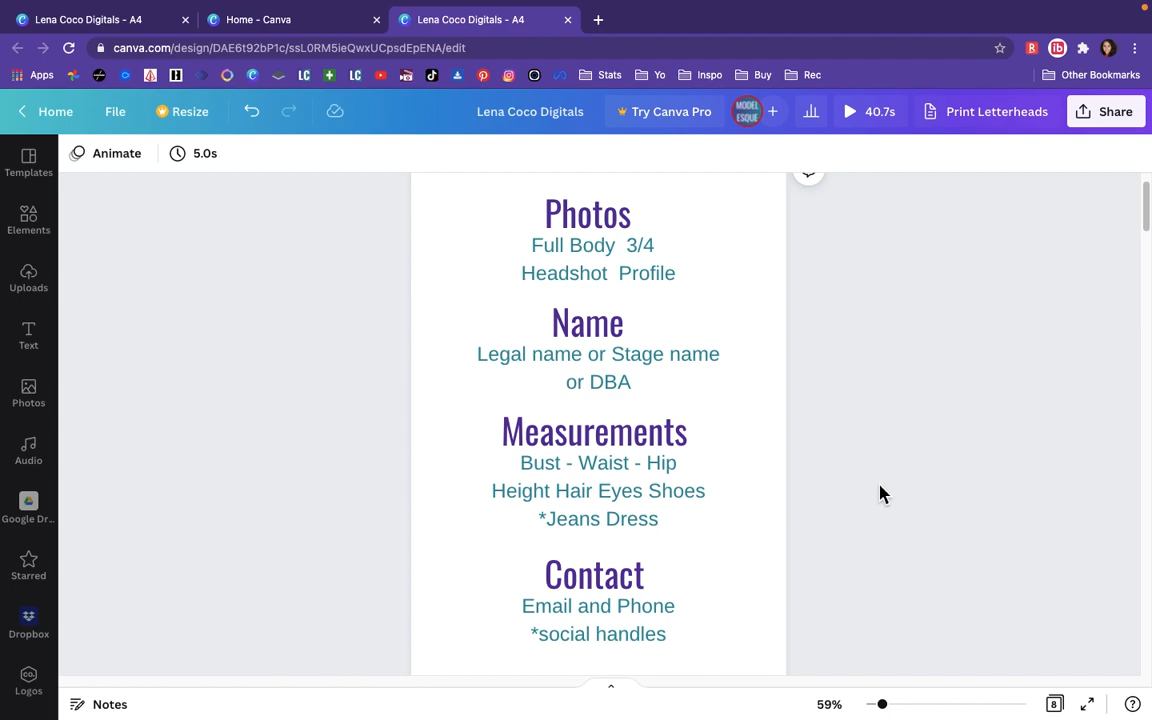 Lena Coco Digitals - A4
Home - Canva
Lena Coco Digitals - A4
canva.com/design/DAE6t92bP1c/ssL0RM5ieQwxUCpsdEpENA/edit
Apps
Stats
Yo
Inspo
Buy
Rec
Other Bookmarks
Home
File
Resize
Lena Coco Digitals
Try Canva Pro
MODEL
ESQUE
40.7s
Print Letterheads
Share
Animate
5.0s
Templates
Elements
Uploads
Text
Photos
Audio
Google Dr...
Starred
Dropbox
Logos
Photos
Full Body 3/4
Headshot Profile
Name
Legal name or Stage name
or DBA
Measurements
Bust - Waist - Hip
Height Hair Eyes Shoes
*Jeans Dress
Contact
Email and Phone
*social handles
Notes
59%
8